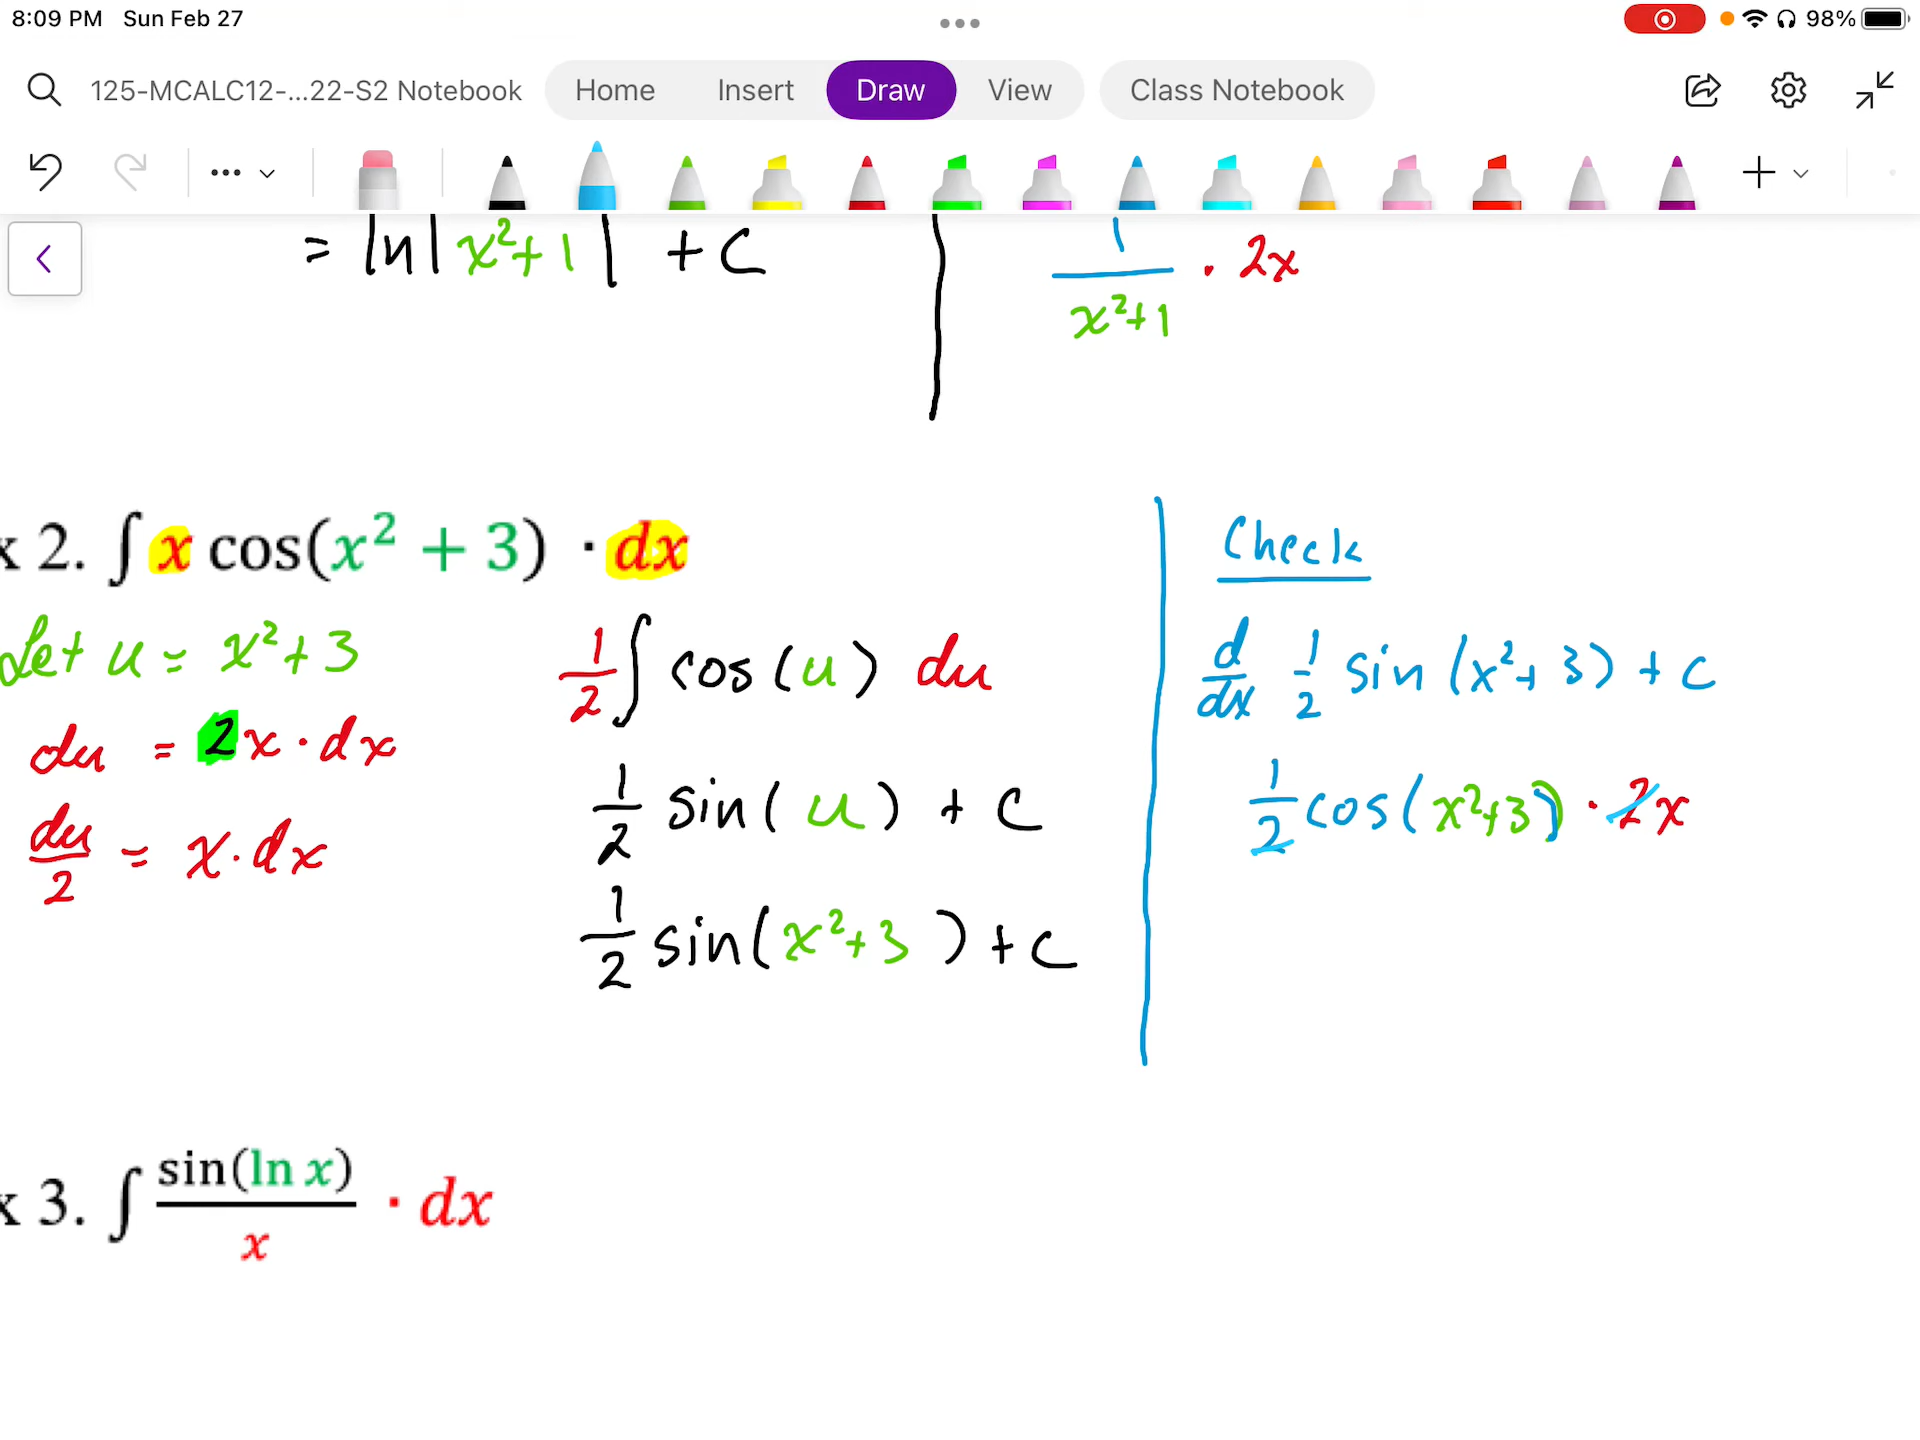 8:09 PM Sun Feb 27
98%
125-MCALC12-...22-S2 Notebook Home Insert Draw View Class Notebook
= ln|x²+1| + C
1/(x²+1) · 2x
x 2. ∫ x cos(x² + 3) · dx
Let u = x²+3
du = 2x·dx
du/2 = x·dx
1/2 ∫ cos(u) du
1/2 sin(u) + C
1/2 sin(x²+3) + C
Check
d/dx 1/2 sin(x²+3) + C
1/2 cos(x²+3) · 2x
x 3. ∫ sin(ln x)/x · dx